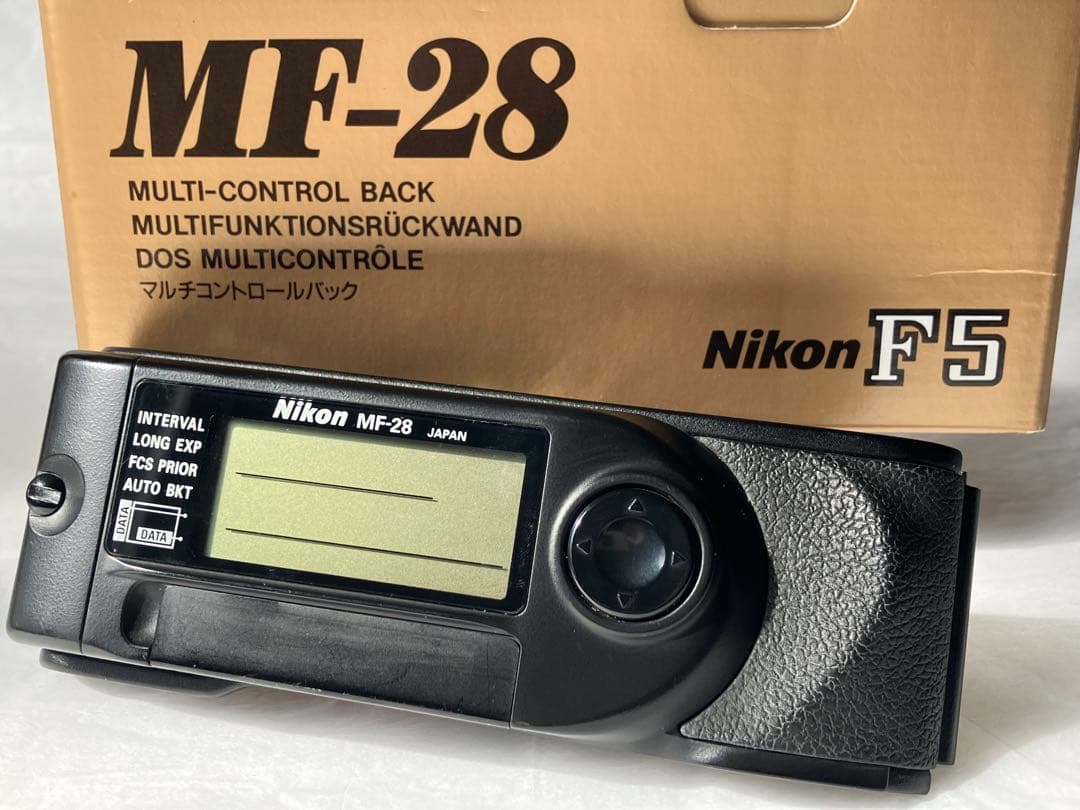 MF-28
MULTI-CONTROL BACK
MULTIFUNKTIONSRÜCKWAND
DOS MULTICONTRÔLE
マルチコントロールバック
Nikon F5
Nikon MF-28 JAPAN
INTERVAL
LONG EXP
FCS PRIOR
AUTO BKT
DATA
DATA